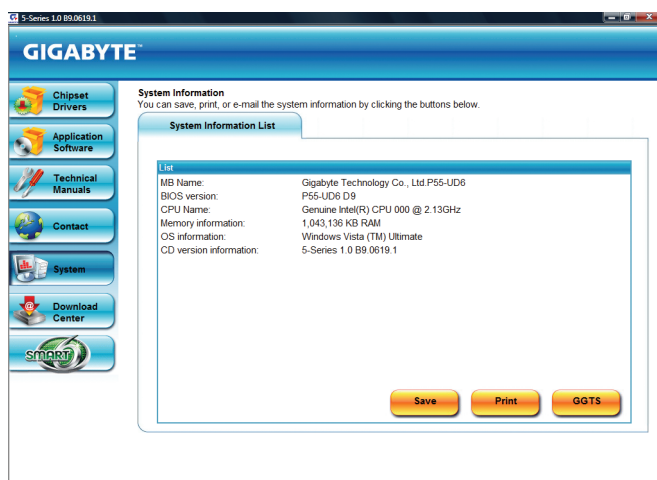 5-Series 1.0 B9.0619.1
GIGABYTE™
Chipset
Drivers
Application
Software
Technical
Manuals
Contact
System
Download
Center
SMART6
System Information
You can save, print, or e-mail the system information by clicking the buttons below.
System Information List
List
MB Name: Gigabyte Technology Co., Ltd.P55-UD6
BIOS version: P55-UD6 D9
CPU Name: Genuine Intel(R) CPU 000 @ 2.13GHz
Memory information: 1,043,136 KB RAM
OS information: Windows Vista (TM) Ultimate
CD version information: 5-Series 1.0 B9.0619.1
Save Print GGTS